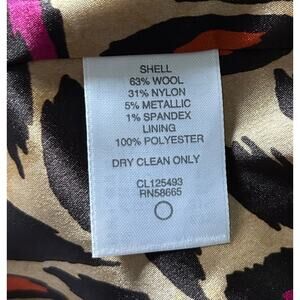 SHELL
63% WOOL
31% NYLON
5% METALLIC
1% SPANDEX
LINING
100% POLYESTER
DRY CLEAN ONLY
CL125493
RN58665